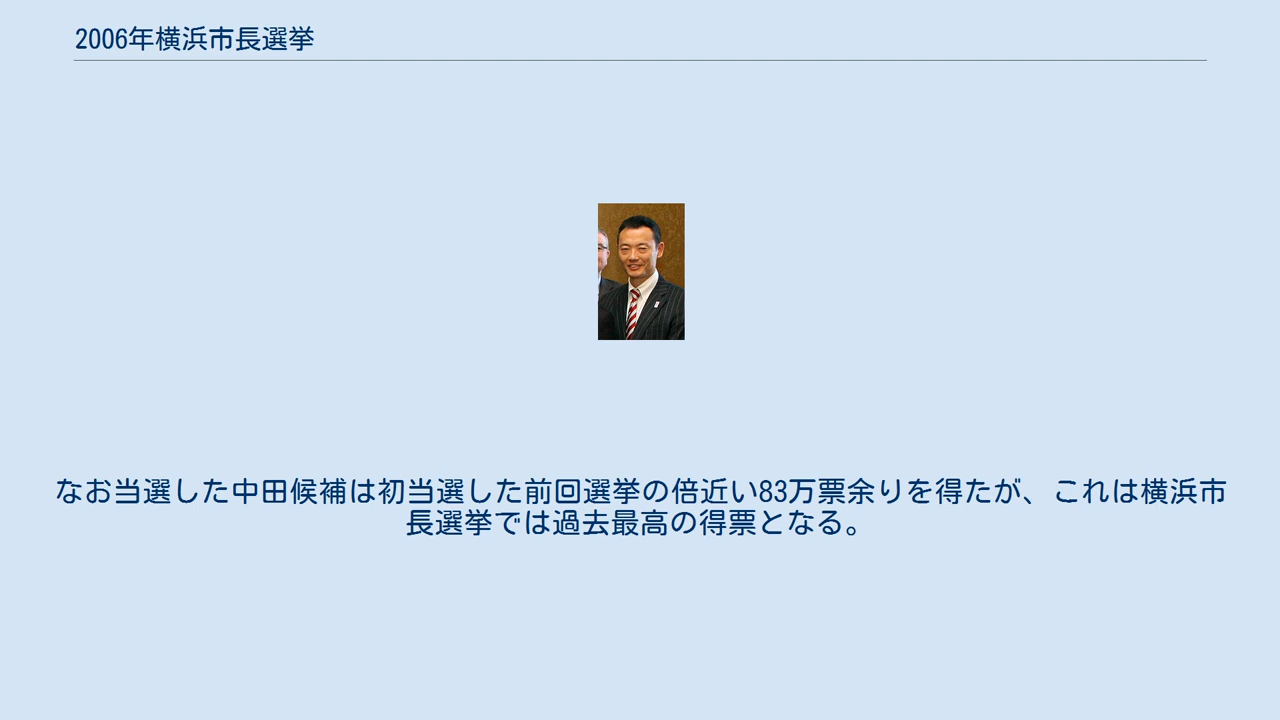 2006年横浜市長選挙
なお当選した中田候補は初当選した前回選挙の倍近い83万票余りを得たが、これは横浜市
長選挙では過去最高の得票となる。